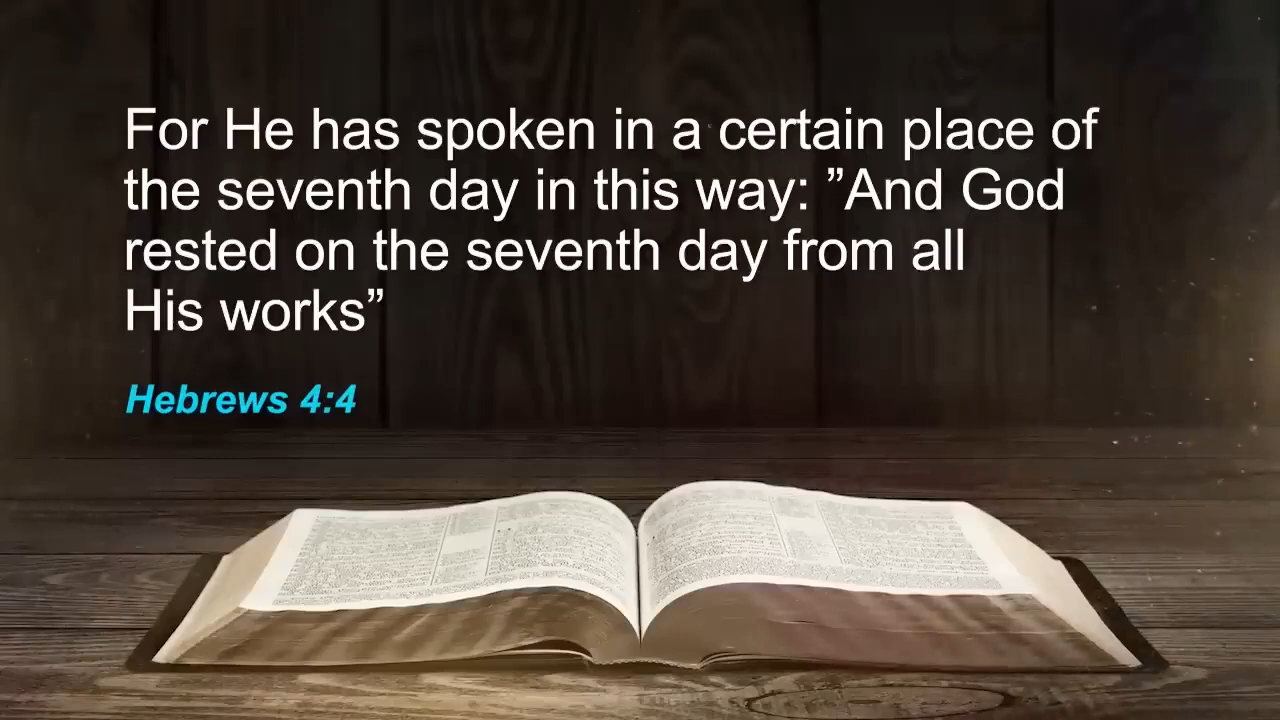 For He has spoken in a certain place of
the seventh day in this way: ”And God
rested on the seventh day from all
His works”
Hebrews 4:4